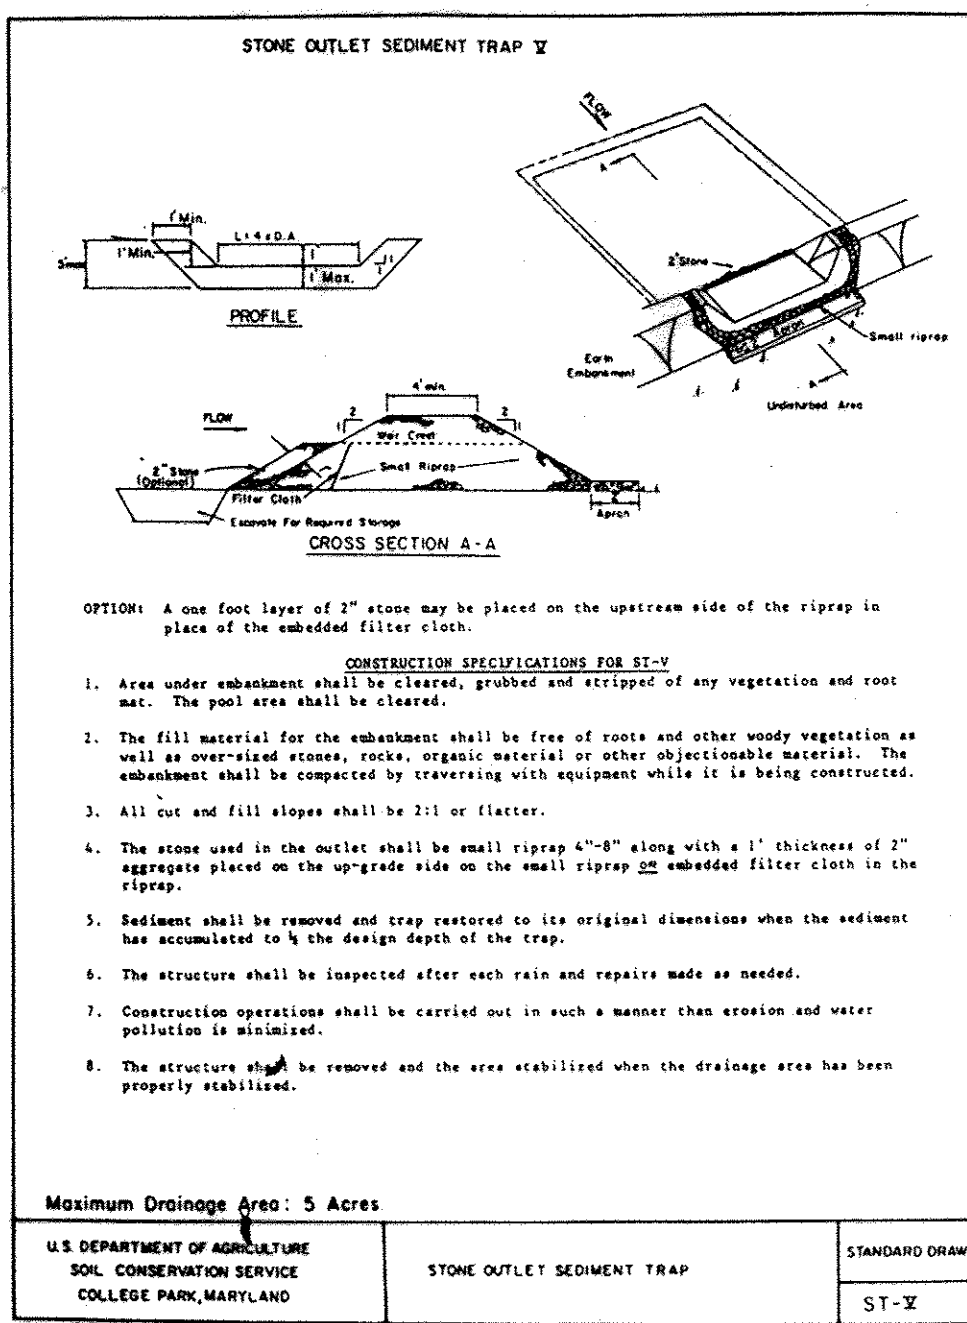 STONE OUTLET SEDIMENT TRAP V
FLOW
A
1' Min.
L = 4 x D.A.
1' Min.
1'
5' max
1' Max.
1
1
PROFILE
2" Stone
Apron
Small riprap
Earth
Embankment
A
Undisturbed Area
4' min.
FLOW
2
1
2
1
Weir Crest
2" Stone
(Optional)
Small Riprap
Filter Cloth
Apron
Excavate For Required Storage
CROSS SECTION A-A
OPTION: A one foot layer of 2" stone may be placed on the upstream side of the riprap in
place of the embedded filter cloth.
CONSTRUCTION SPECIFICATIONS FOR ST-V
1. Area under embankment shall be cleared, grubbed and stripped of any vegetation and root
mat. The pool area shall be cleared.
2. The fill material for the embankment shall be free of roots and other woody vegetation as
well as over-sized stones, rocks, organic material or other objectionable material. The
embankment shall be compacted by traversing with equipment while it is being constructed.
3. All cut and fill slopes shall be 2:1 or flatter.
4. The stone used in the outlet shall be small riprap 4"-8" along with a 1' thickness of 2"
aggregate placed on the up-grade side on the small riprap OR embedded filter cloth in the
riprap.
5. Sediment shall be removed and trap restored to its original dimensions when the sediment
has accumulated to ½ the design depth of the trap.
6. The structure shall be inspected after each rain and repairs made as needed.
7. Construction operations shall be carried out in such a manner than erosion and water
pollution is minimized.
8. The structure shall be removed and the area stabilized when the drainage area has been
properly stabilized.
Maximum Drainage Area: 5 Acres
U.S. DEPARTMENT OF AGRICULTURE
SOIL CONSERVATION SERVICE
COLLEGE PARK, MARYLAND
STONE OUTLET SEDIMENT TRAP
STANDARD DRAW
ST-V